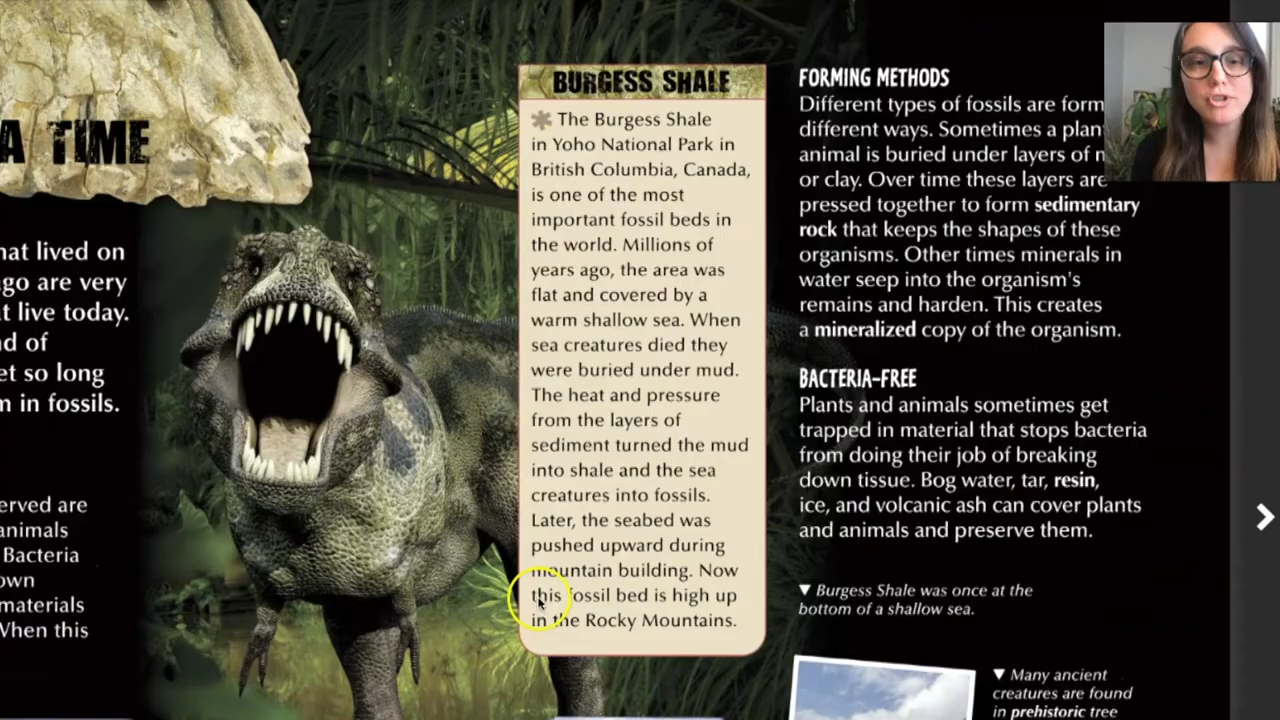 A TIME
hat lived on
go are very
t live today.
d of
et so long
m in fossils.
erved are
animals
Bacteria
own
materials
When this
BURGESS SHALE
The Burgess Shale
in Yoho National Park in
British Columbia, Canada,
is one of the most
important fossil beds in
the world. Millions of
years ago, the area was
flat and covered by a
warm shallow sea. When
sea creatures died they
were buried under mud.
The heat and pressure
from the layers of
sediment turned the mud
into shale and the sea
creatures into fossils.
Later, the seabed was
pushed upward during
mountain building. Now
this fossil bed is high up
in the Rocky Mountains.
FORMING METHODS
Different types of fossils are form
different ways. Sometimes a plant
animal is buried under layers of m
or clay. Over time these layers are
pressed together to form sedimentary
rock that keeps the shapes of these
organisms. Other times minerals in
water seep into the organism's
remains and harden. This creates
a mineralized copy of the organism.
BACTERIA-FREE
Plants and animals sometimes get
trapped in material that stops bacteria
from doing their job of breaking
down tissue. Bog water, tar, resin,
ice, and volcanic ash can cover plants
and animals and preserve them.
▼ Burgess Shale was once at the
bottom of a shallow sea.
▼ Many ancient
creatures are found
in prehistoric tree